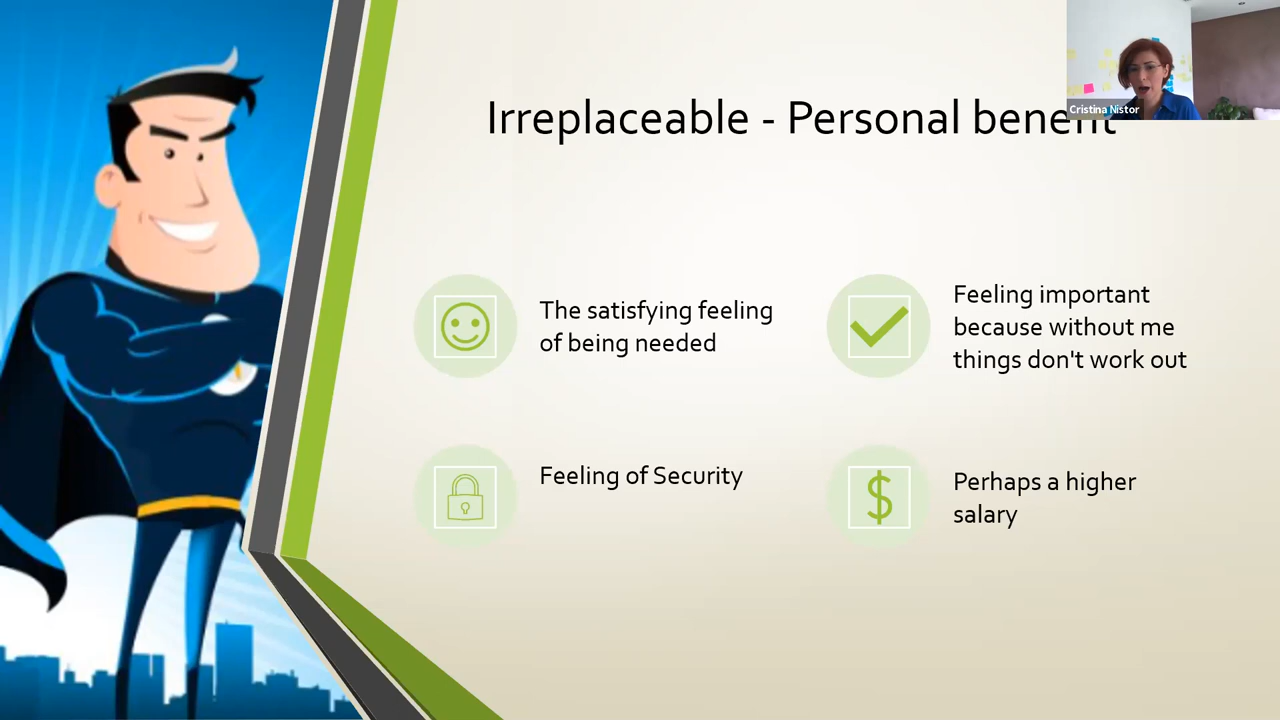 Irreplaceable - Personal benefit
Cristina Nistor
The satisfying feeling
of being needed
Feeling important
because without me
things don't work out
Feeling of Security
$
Perhaps a higher
salary